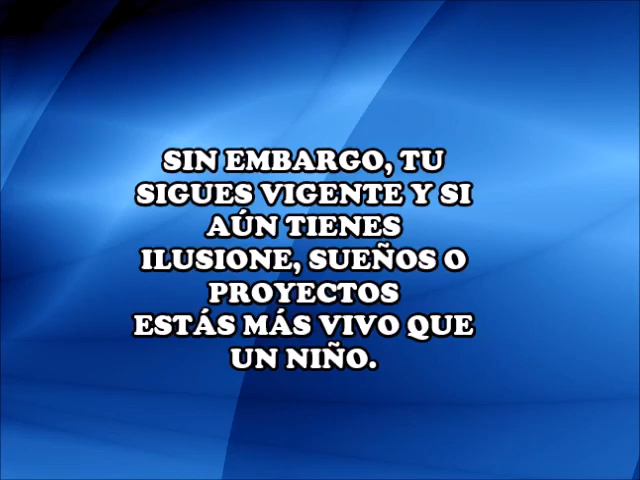 SIN EMBARGO, TU
SIGUES VIGENTE Y SI
AÚN TIENES
ILUSIONE, SUEÑOS O
PROYECTOS
ESTÁS MÁS VIVO QUE
UN NIÑO.